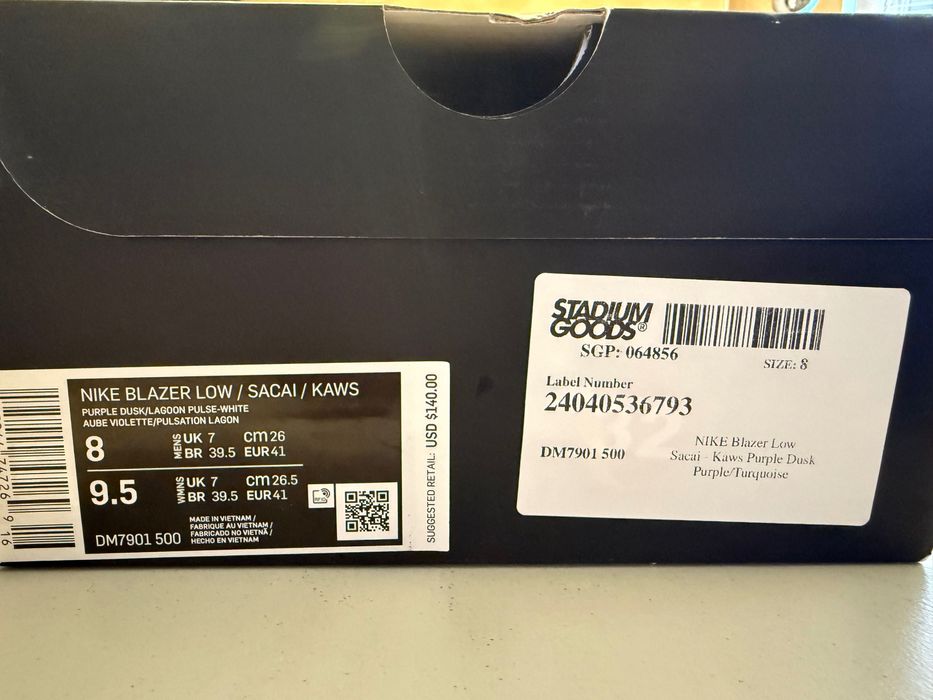 NIKE BLAZER LOW / SACAI / KAWS
PURPLE DUSK/LAGOON PULSE-WHITE
AUBE VIOLETTE/PULSATION LAGON
8
MENS
UK 7 cm 26
BR 39.5 EUR 41
9.5
WMNS
UK 7 cm 26.5
BR 39.5 EUR 41
RFID
MADE IN VIETNAM /
FABRIQUE AU VIETNAM /
FABRICADO NO VIETNÃ /
HECHO EN VIETNAM
DM7901 500
SUGGESTED RETAIL: USD $140.00
STADIUM
GOODS®
SGP: 064856
SIZE: 8
Label Number
24040536793
DM7901 500
NIKE Blazer Low
Sacai - Kaws Purple Dusk
Purple/Turquoise